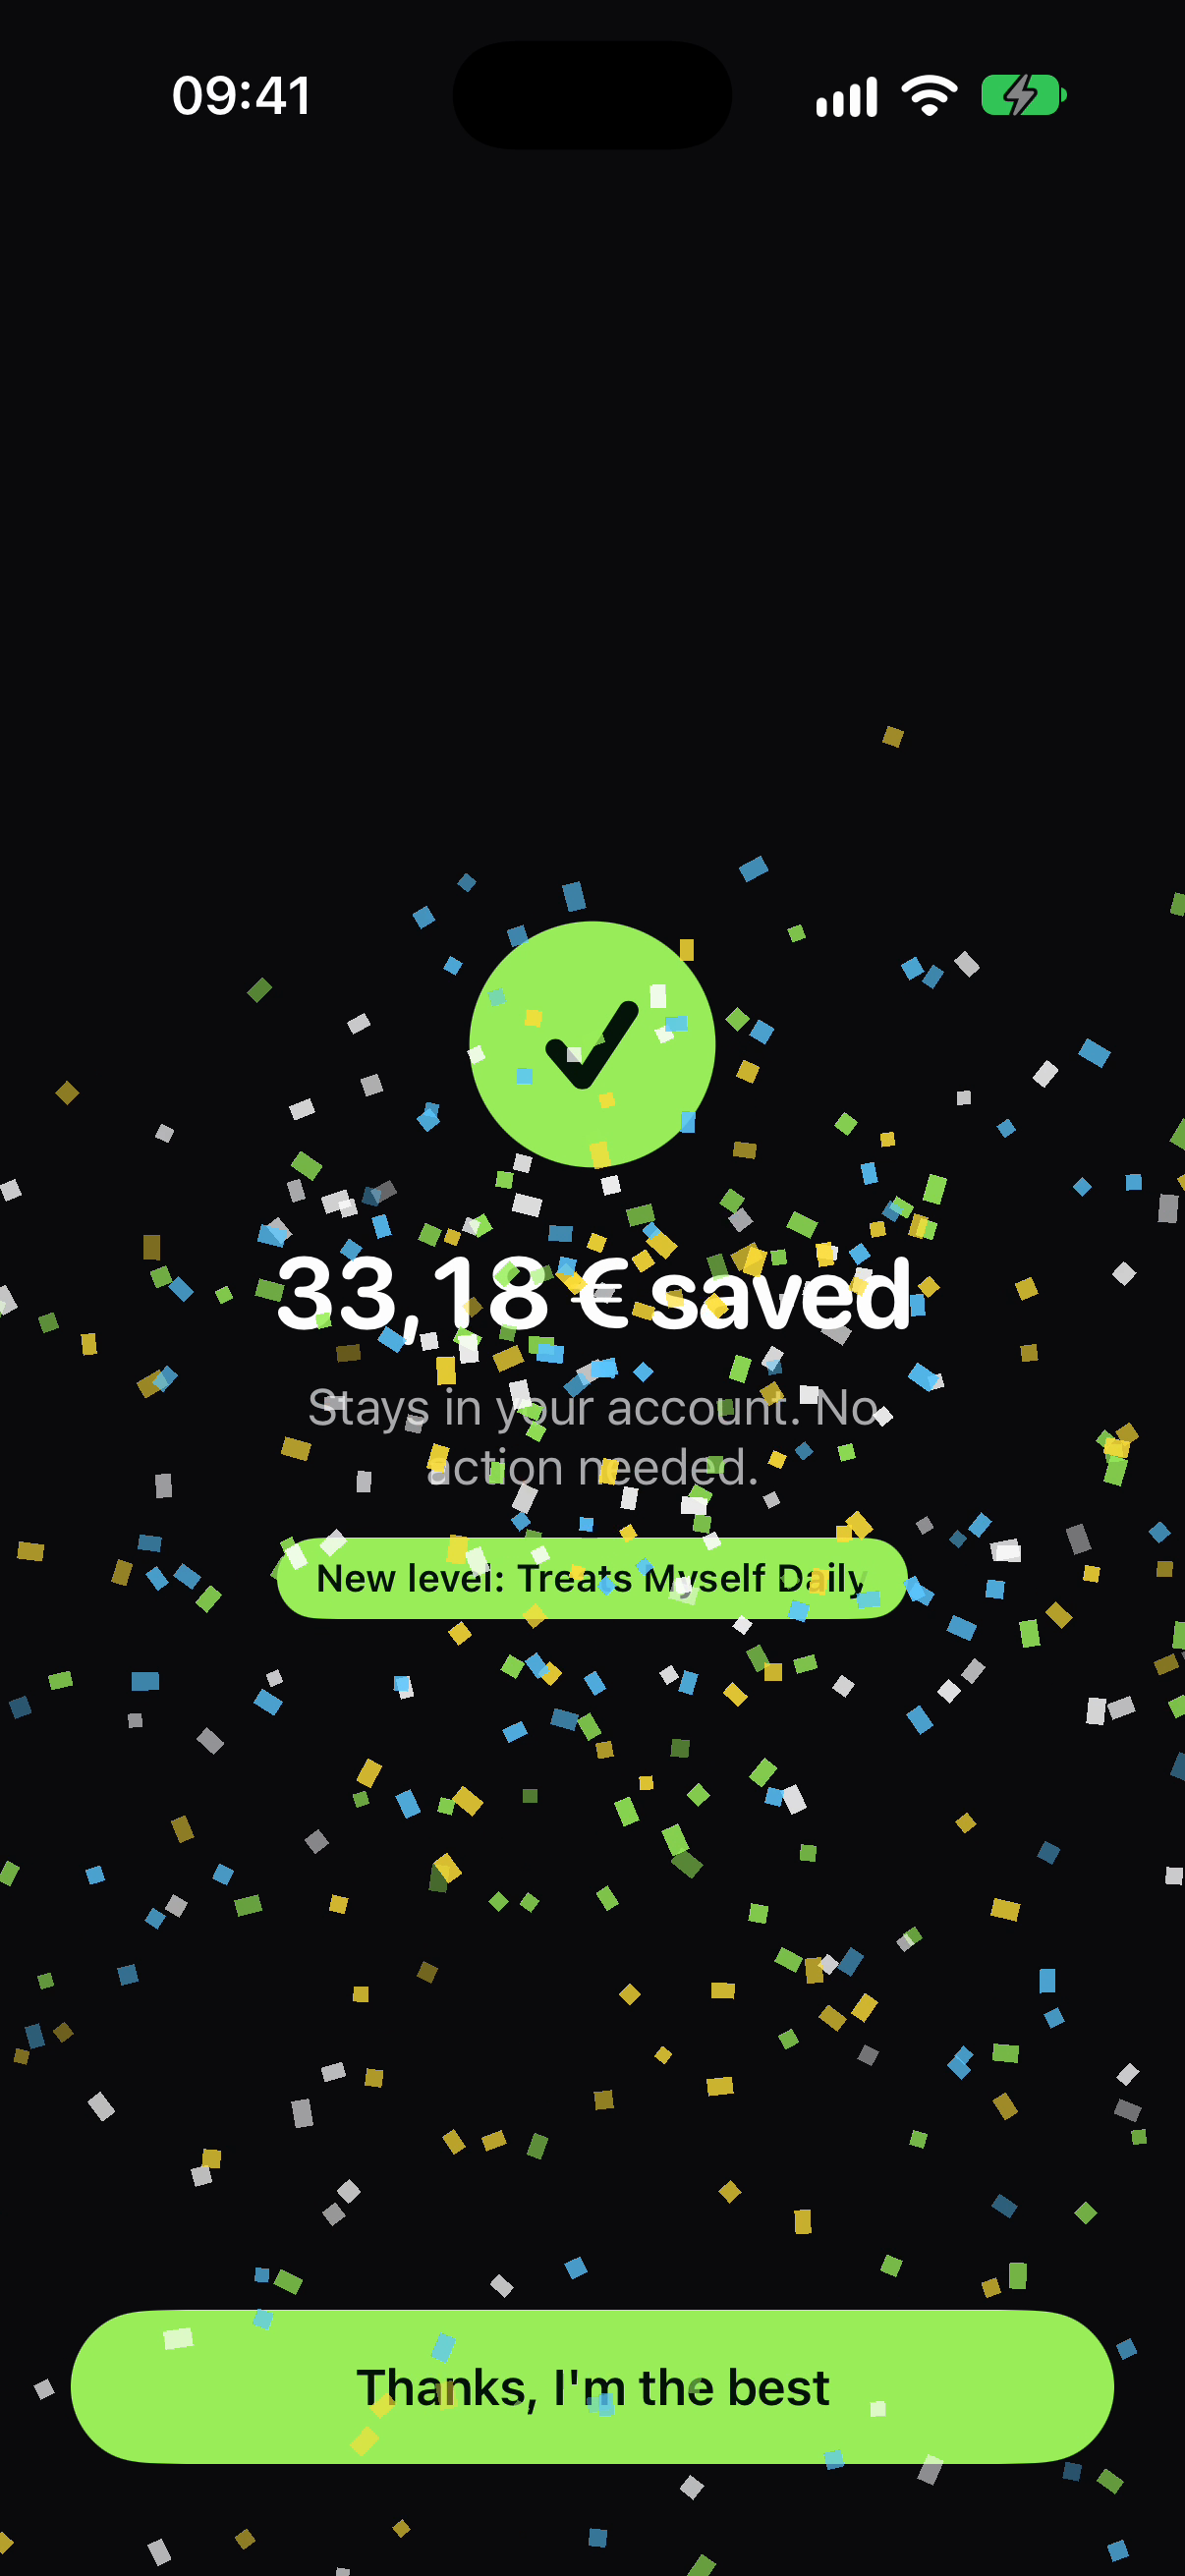 09:41
33,18 € saved
Stays in your account. No
action needed.
New level: Treats Myself Daily
Thanks, I'm the best